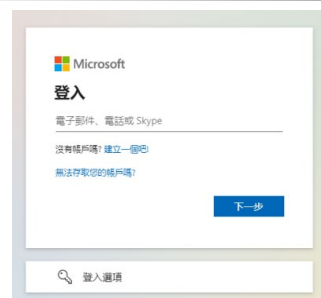 Microsoft
登入
電子郵件、電話或 Skype
沒有帳戶嗎? 建立一個吧!
無法存取您的帳戶嗎?
下一步
登入選項